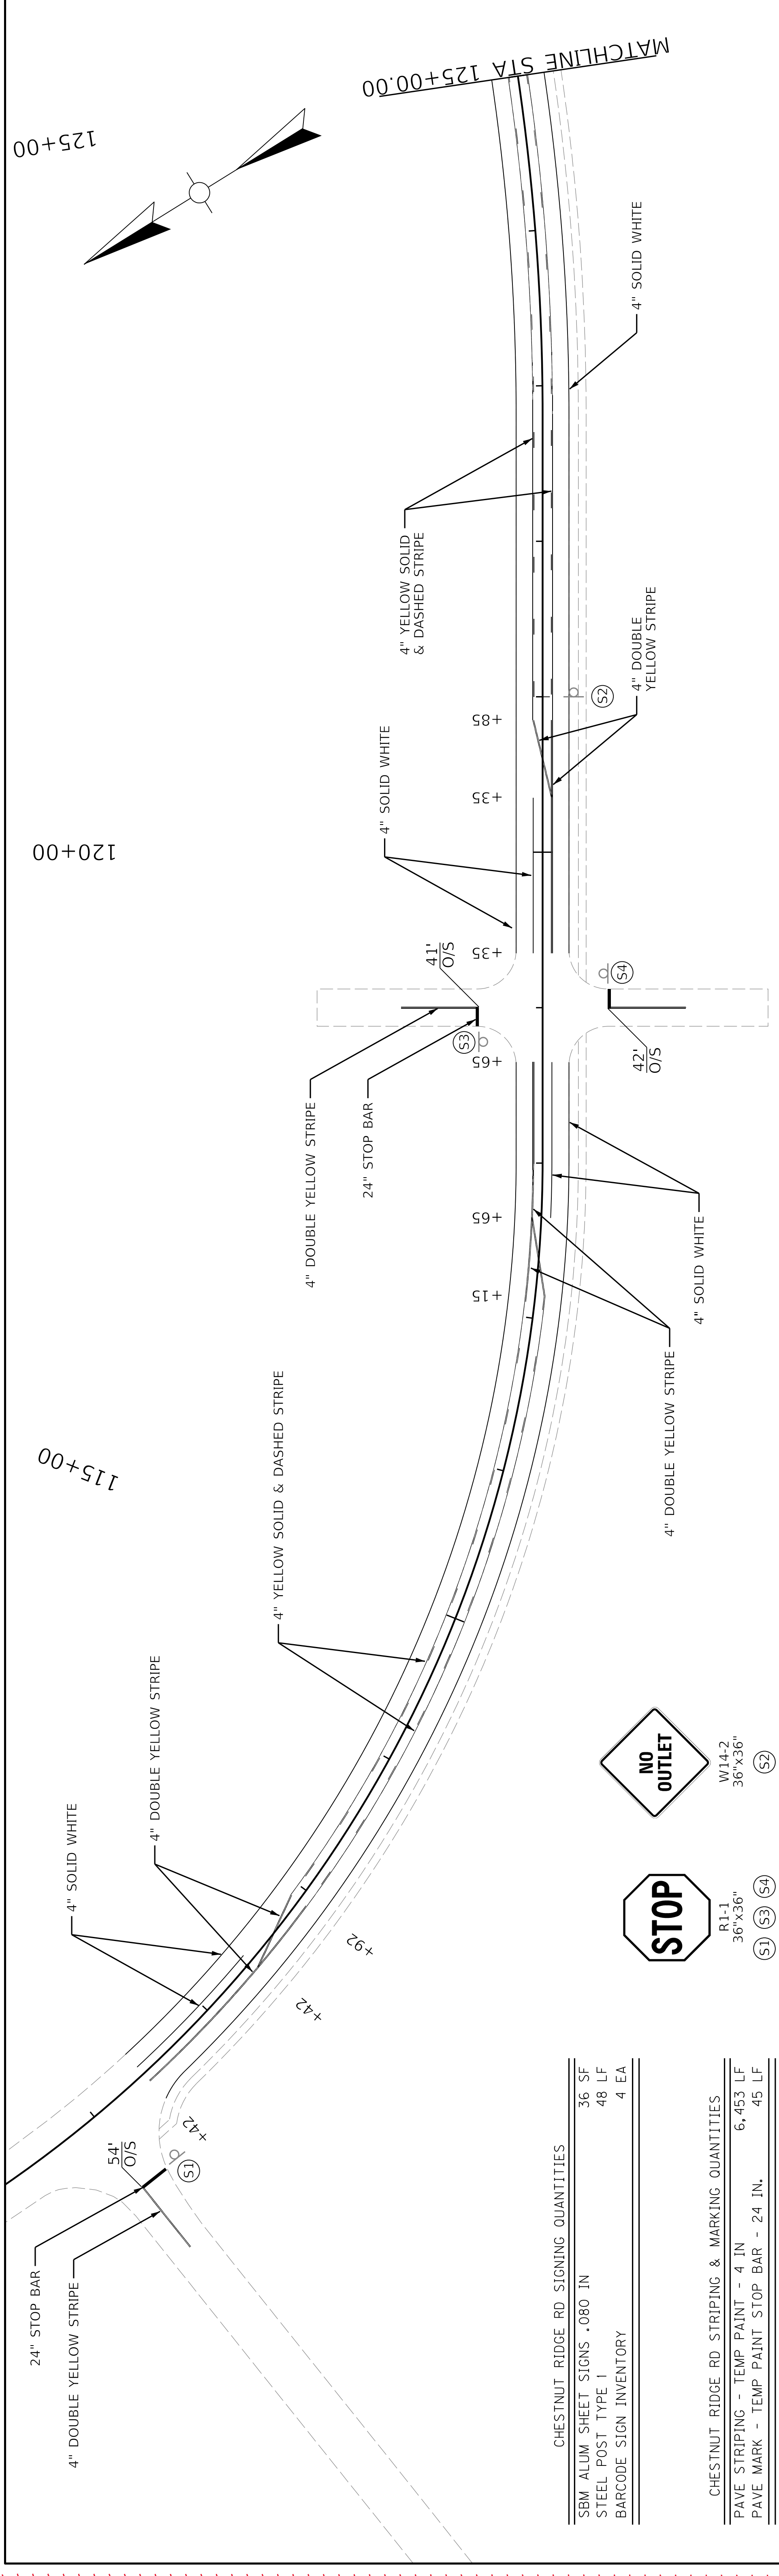 MATCHLINE STA 125+00.00
125+00
4" SOLID WHITE
4" YELLOW SOLID
& DASHED STRIPE
4" DOUBLE
YELLOW STRIPE
S2
+85
4" SOLID WHITE
+35
120+00
+35
41'
O/S
S4
S3
42'
O/S
+65
4" DOUBLE YELLOW STRIPE
24" STOP BAR
+65
4" SOLID WHITE
+15
4" DOUBLE YELLOW STRIPE
115+00
4" YELLOW SOLID & DASHED STRIPE
4" DOUBLE YELLOW STRIPE
4" SOLID WHITE
+92
+42
+42
54'
O/S
S1
24" STOP BAR
4" DOUBLE YELLOW STRIPE
NO
OUTLET
W14-2
36"x36"
S2
STOP
R1-1
36"x36"
S1 S3 S4
CHESTNUT RIDGE RD SIGNING QUANTITIES
SBM ALUM SHEET SIGNS .080 IN 36 SF
STEEL POST TYPE 1 48 LF
BARCODE SIGN INVENTORY 4 EA
CHESTNUT RIDGE RD STRIPING & MARKING QUANTITIES
PAVE STRIPING - TEMP PAINT - 4 IN 6,453 LF
PAVE MARK - TEMP PAINT STOP BAR - 24 IN. 45 LF